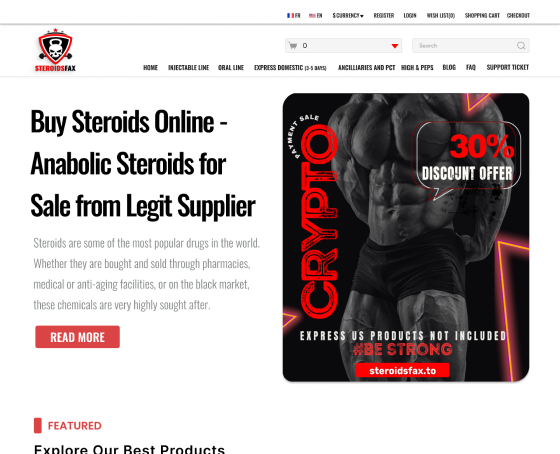 FR EN $ CURRENCY REGISTER LOGIN WISH LIST(0) SHOPPING CART CHECKOUT
STEROIDSFAX
0
Search
HOME INJECTABLE LINE ORAL LINE EXPRESS DOMESTIC (2-5 DAYS) ANCILLIARIES AND PCT HIGH & PEPS BLOG FAQ SUPPORT TICKET
Buy Steroids Online -
Anabolic Steroids for
Sale from Legit Supplier
Steroids are some of the most popular drugs in the world.
Whether they are bought and sold through pharmacies,
medical or anti-aging facilities, or on the black market,
these chemicals are very highly sought after.
READ MORE
CRYPTO
PAYMENT SALE
30%
DISCOUNT OFFER
EXPRESS US PRODUCTS NOT INCLUDED
#BE STRONG
steroidsfax.to
FEATURED
Explore Our Best Products